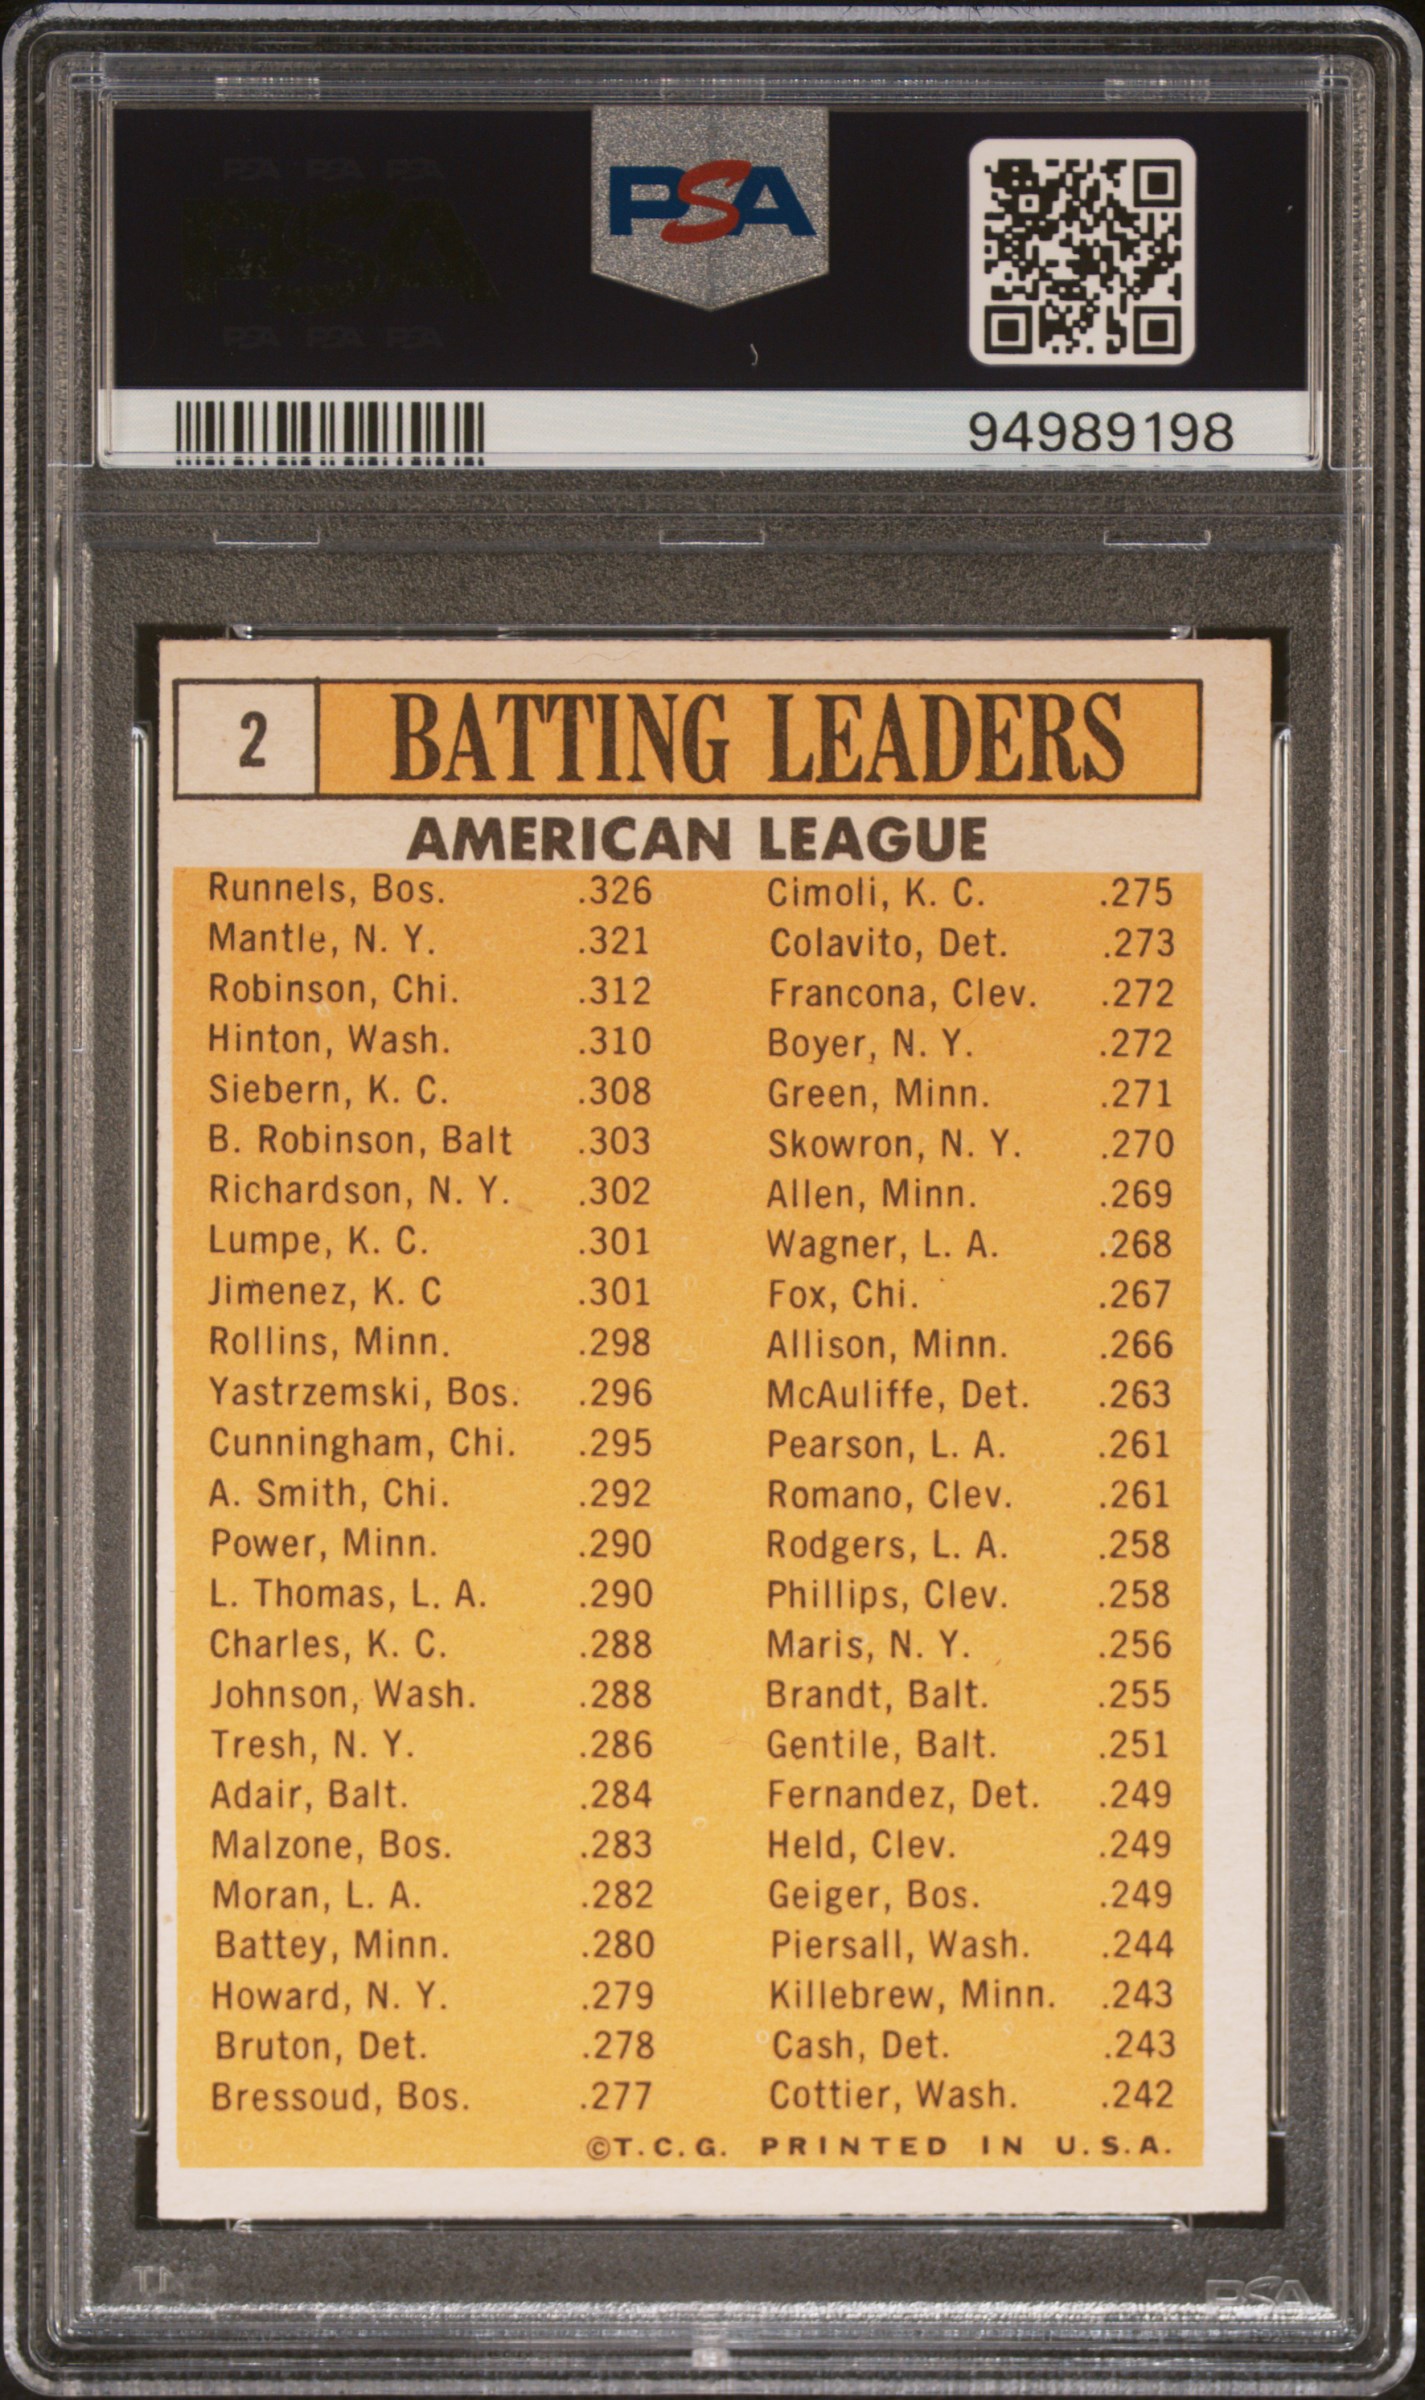 PSA PSA PSA
PSA
PSA
PSA PSA PSA
94989198
2 BATTING LEADERS
AMERICAN LEAGUE
Runnels, Bos. .326
Mantle, N. Y. .321
Robinson, Chi. .312
Hinton, Wash. .310
Siebern, K. C. .308
B. Robinson, Balt .303
Richardson, N. Y. .302
Lumpe, K. C. .301
Jimenez, K. C .301
Rollins, Minn. .298
Yastrzemski, Bos. .296
Cunningham, Chi. .295
A. Smith, Chi. .292
Power, Minn. .290
L. Thomas, L. A. .290
Charles, K. C. .288
Johnson, Wash. .288
Tresh, N. Y. .286
Adair, Balt. .284
Malzone, Bos. .283
Moran, L. A. .282
Battey, Minn. .280
Howard, N. Y. .279
Bruton, Det. .278
Bressoud, Bos. .277
Cimoli, K. C. .275
Colavito, Det. .273
Francona, Clev. .272
Boyer, N. Y. .272
Green, Minn. .271
Skowron, N. Y. .270
Allen, Minn. .269
Wagner, L. A. .268
Fox, Chi. .267
Allison, Minn. .266
McAuliffe, Det. .263
Pearson, L. A. .261
Romano, Clev. .261
Rodgers, L. A. .258
Phillips, Clev. .258
Maris, N. Y. .256
Brandt, Balt. .255
Gentile, Balt. .251
Fernandez, Det. .249
Held, Clev. .249
Geiger, Bos. .249
Piersall, Wash. .244
Killebrew, Minn. .243
Cash, Det. .243
Cottier, Wash. .242
©T.C.G. PRINTED IN U.S.A.
PSA